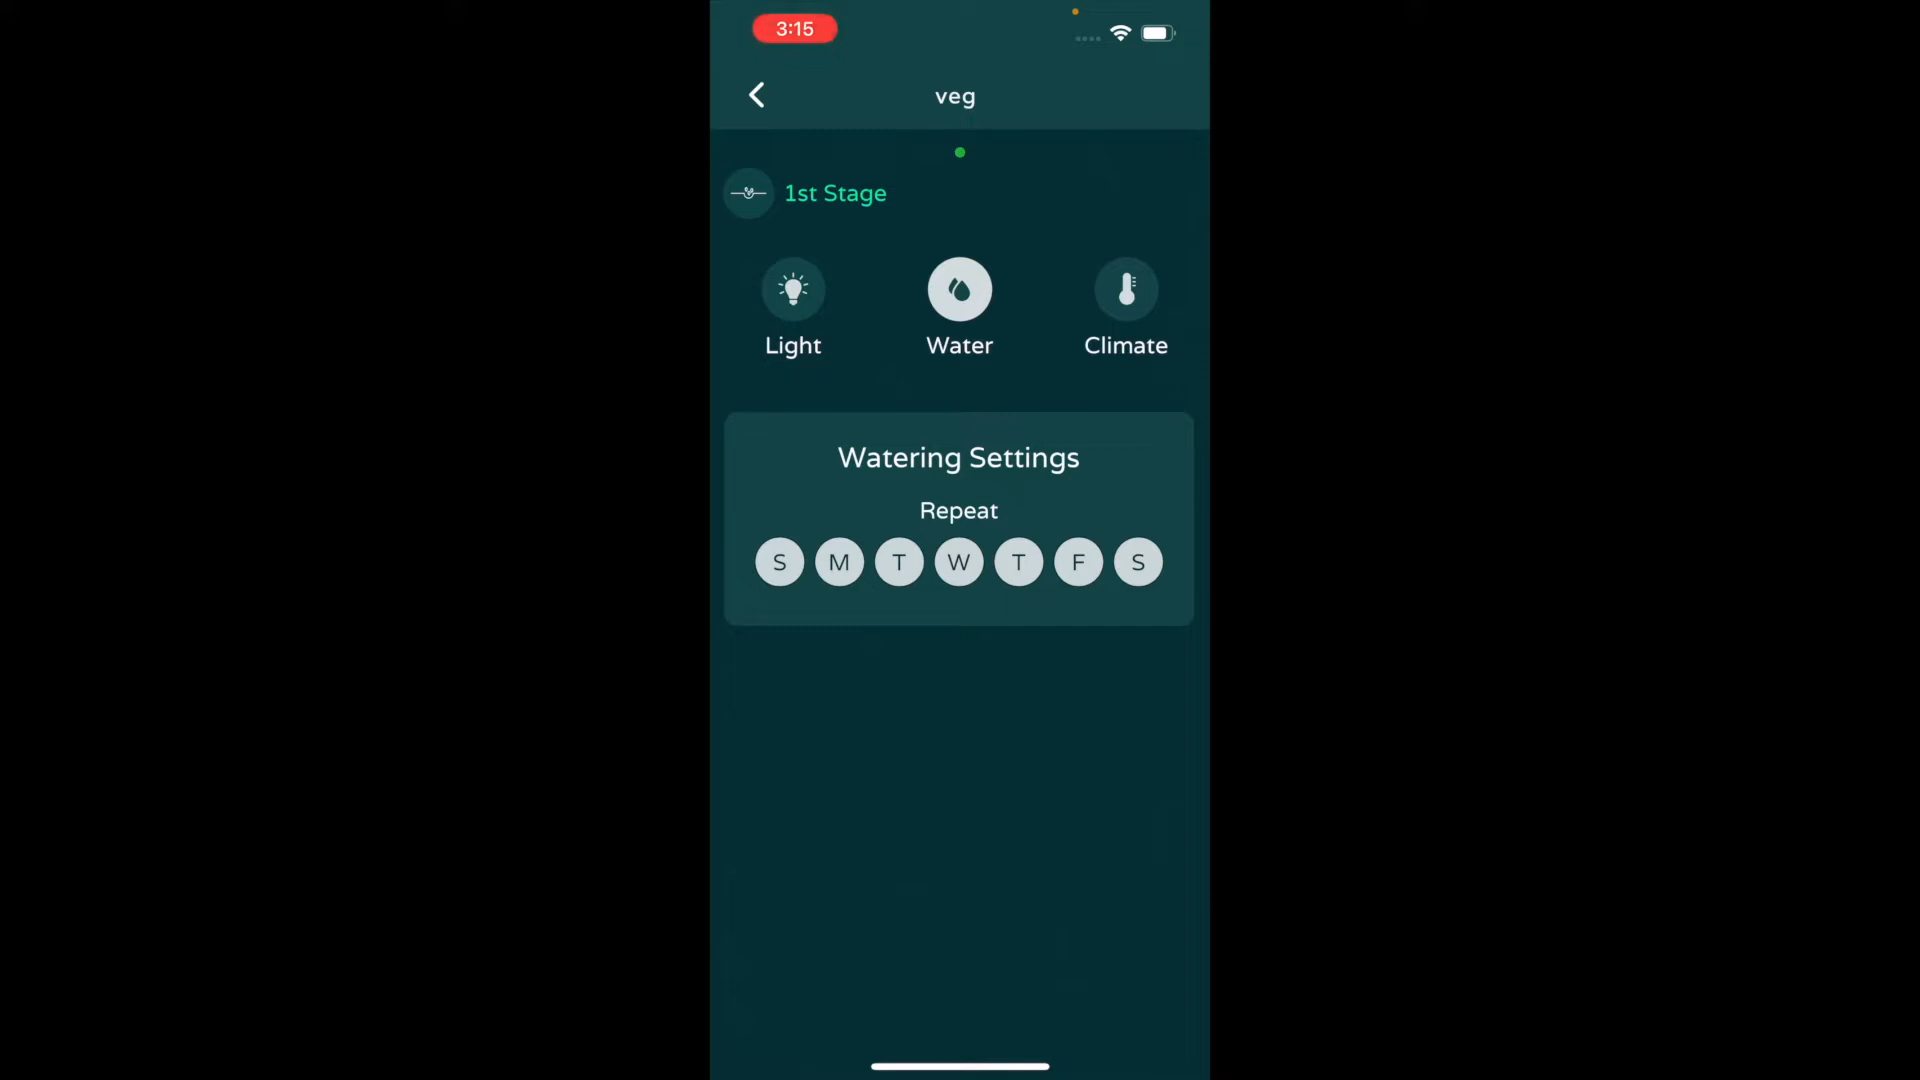 3:15
veg
1st Stage
Light Water Climate
Watering Settings
Repeat
S M T W T F S